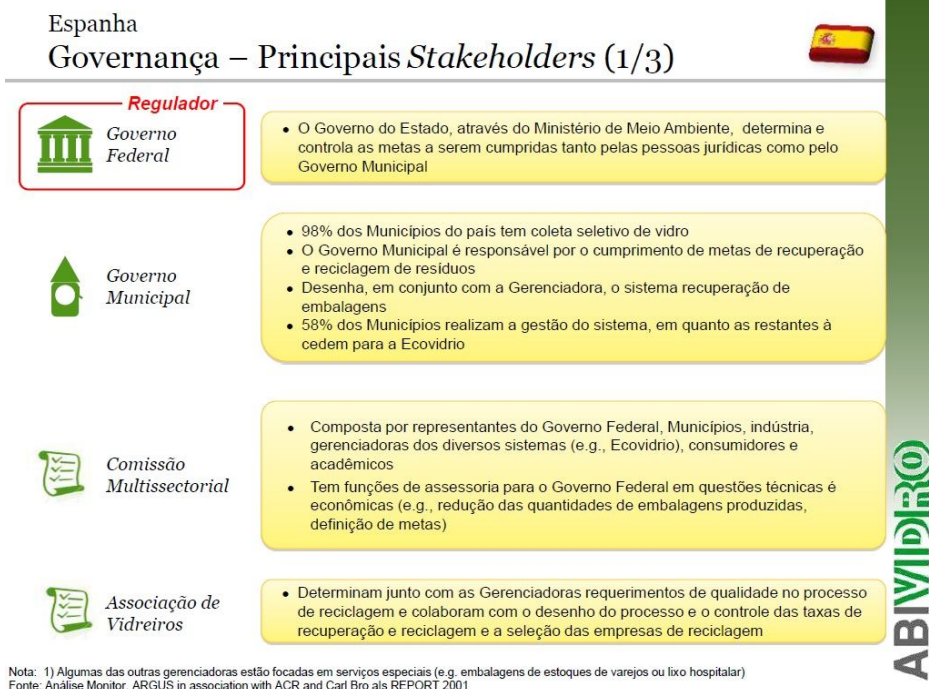 Espanha
Governança – Principais Stakeholders (1/3)
Regulador
Governo
Federal
• O Governo do Estado, através do Ministério de Meio Ambiente, determina e
controla as metas a serem cumpridas tanto pelas pessoas jurídicas como pelo
Governo Municipal
Governo
Municipal
• 98% dos Municípios do país tem coleta seletivo de vidro
• O Governo Municipal é responsável por o cumprimento de metas de recuperação
e reciclagem de resíduos
• Desenha, em conjunto com a Gerenciadora, o sistema recuperação de
embalagens
• 58% dos Municípios realizam a gestão do sistema, em quanto as restantes à
cedem para a Ecovidrio
Comissão
Multissectorial
• Composta por representantes do Governo Federal, Municípios, indústria,
gerenciadoras dos diversos sistemas (e.g., Ecovidrio), consumidores e
acadêmicos
• Tem funções de assessoria para o Governo Federal em questões técnicas é
econômicas (e.g., redução das quantidades de embalagens produzidas,
definição de metas)
Associação de
Vidreiros
• Determinam junto com as Gerenciadoras requerimentos de qualidade no processo
de reciclagem e colaboram com o desenho do processo e o controle das taxas de
recuperação e reciclagem e a seleção das empresas de reciclagem
ABIVIDRO
Nota: 1) Algumas das outras gerenciadoras estão focadas em serviços especiais (e.g. embalagens de estoques de varejos ou lixo hospitalar)
Fonte: Análise Monitor, ARGUS in association with ACR and Carl Bro als REPORT 2001